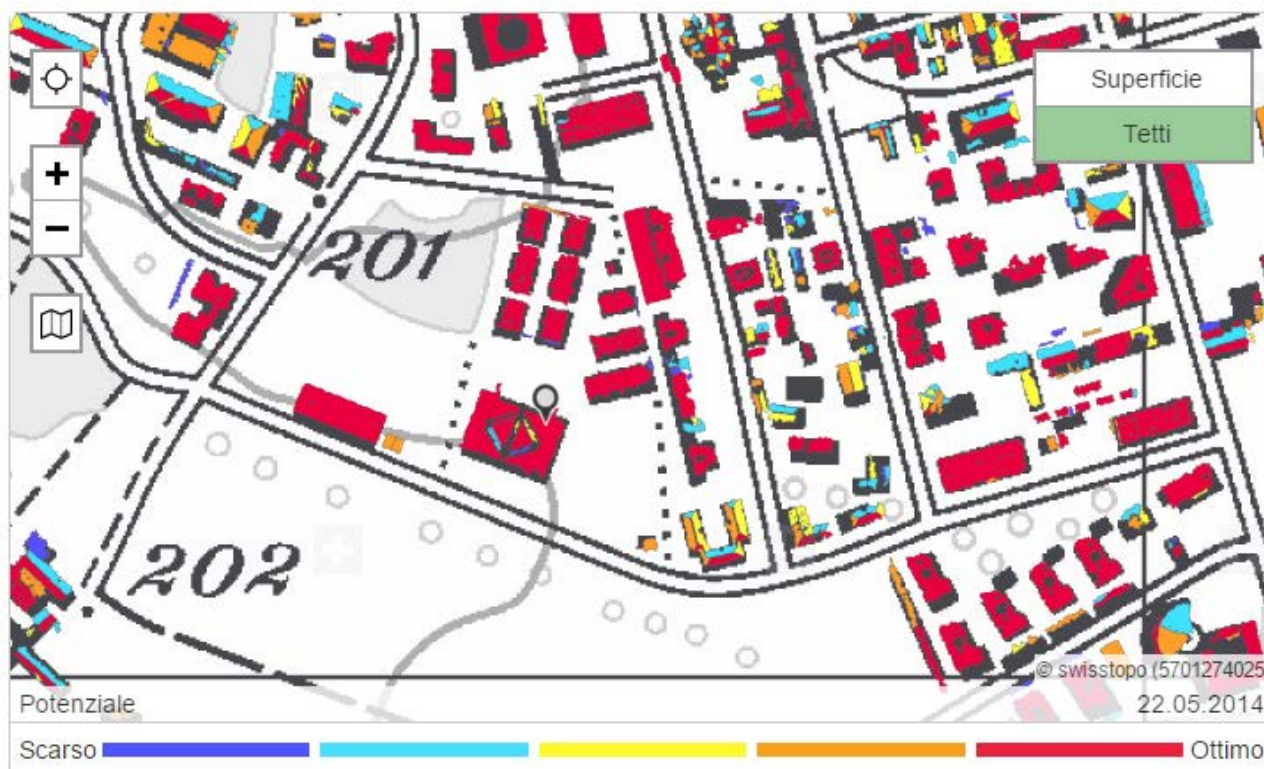 Superficie
Tetti
+
−
201
202
© swisstopo (5701274025
Potenziale
22.05.2014
Scarso
Ottimo